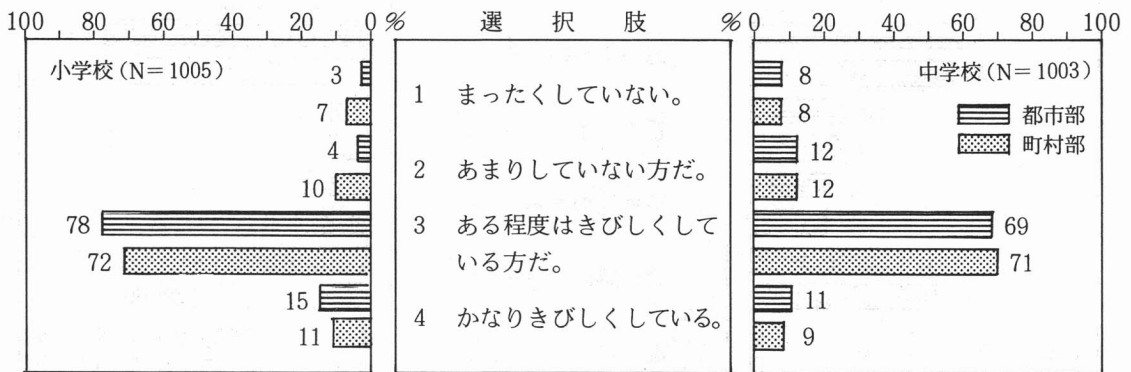 100 80 60 40 20 0 % 選択肢 % 0 20 40 60 80 100
小学校(N=1005)
3
7
4
10
78
72
15
11
1 まったくしていない。
2 あまりしていない方だ。
3 ある程度はきびしくして
いる方だ。
4 かなりきびしくしている。
中学校(N=1003)
都市部
町村部
8
8
12
12
69
71
11
9